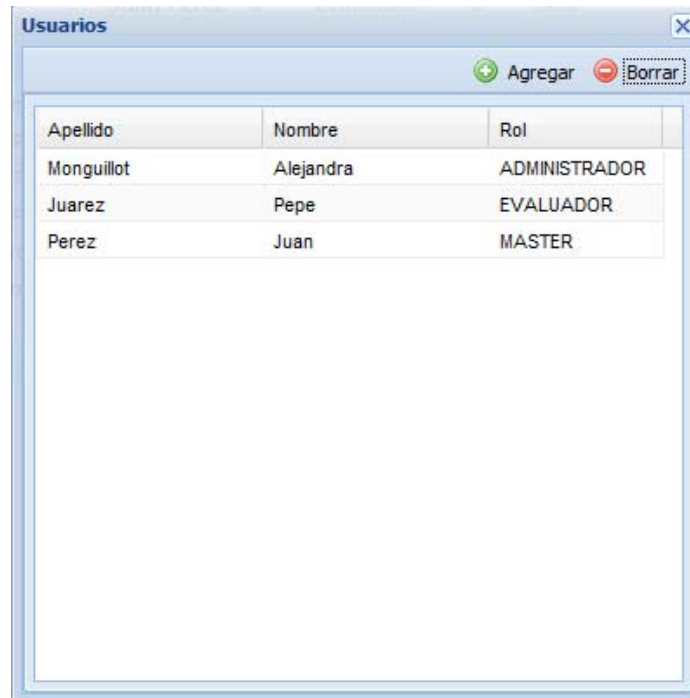 Usuarios
Agregar Borrar
Apellido Nombre Rol
Monguillot Alejandra ADMINISTRADOR
Juarez Pepe EVALUADOR
Perez Juan MASTER